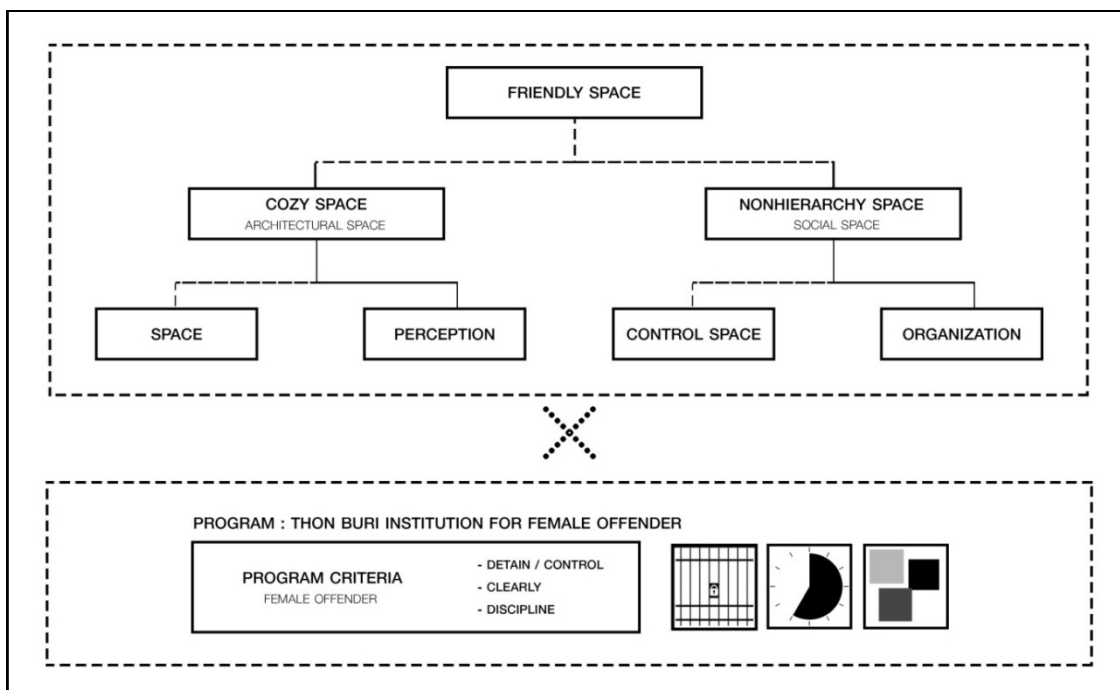 FRIENDLY SPACE
COZY SPACE
ARCHITECTURAL SPACE
NONHIERARCHY SPACE
SOCIAL SPACE
SPACE
PERCEPTION
CONTROL SPACE
ORGANIZATION
PROGRAM : THON BURI INSTITUTION FOR FEMALE OFFENDER
PROGRAM CRITERIA
FEMALE OFFENDER
- DETAIN / CONTROL
- CLEARLY
- DISCIPLINE